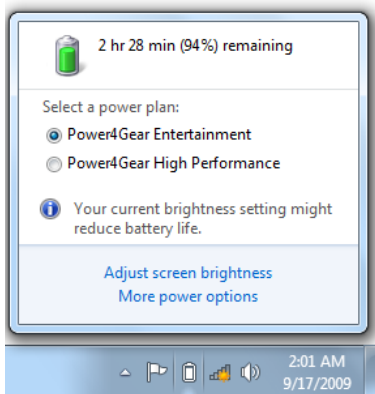 2 hr 28 min (94%) remaining
Select a power plan:
Power4Gear Entertainment
Power4Gear High Performance
Your current brightness setting might
reduce battery life.
Adjust screen brightness
More power options
2:01 AM
9/17/2009